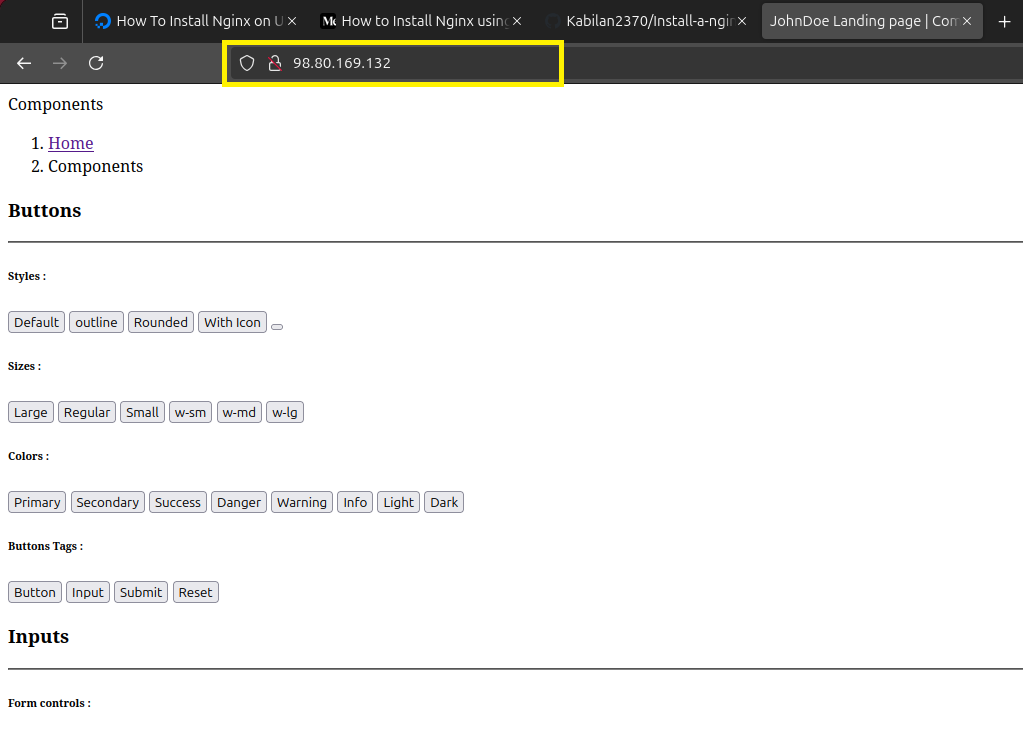 How To Install Nginx on U
How to Install Nginx using
Kabilan2370/Install-a-ngin
JohnDoe Landing page | Com
98.80.169.132
Components
1. Home
2. Components
Buttons
Styles :
Default outline Rounded With Icon
Sizes :
Large Regular Small w-sm w-md w-lg
Colors :
Primary Secondary Success Danger Warning Info Light Dark
Buttons Tags :
Button Input Submit Reset
Inputs
Form controls :